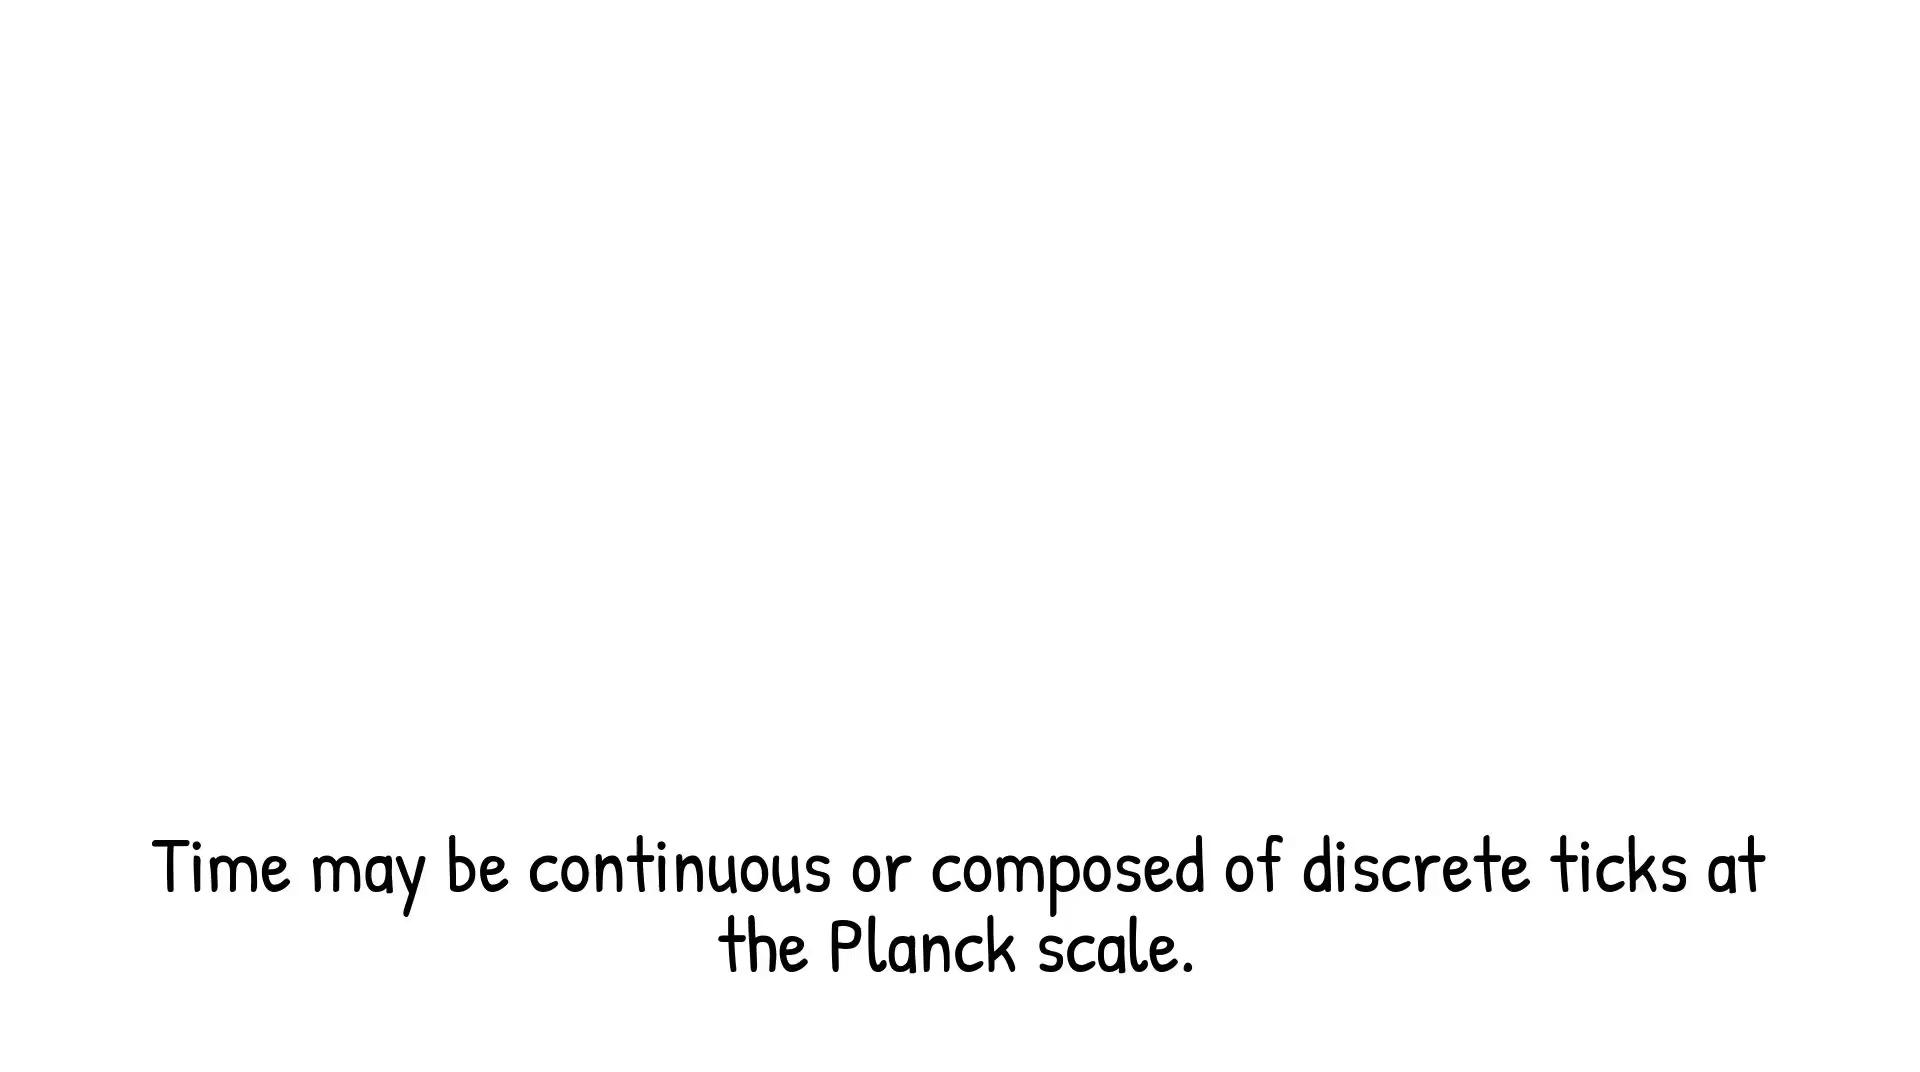 Time may be continuous or composed of discrete ticks at
the Planck scale.